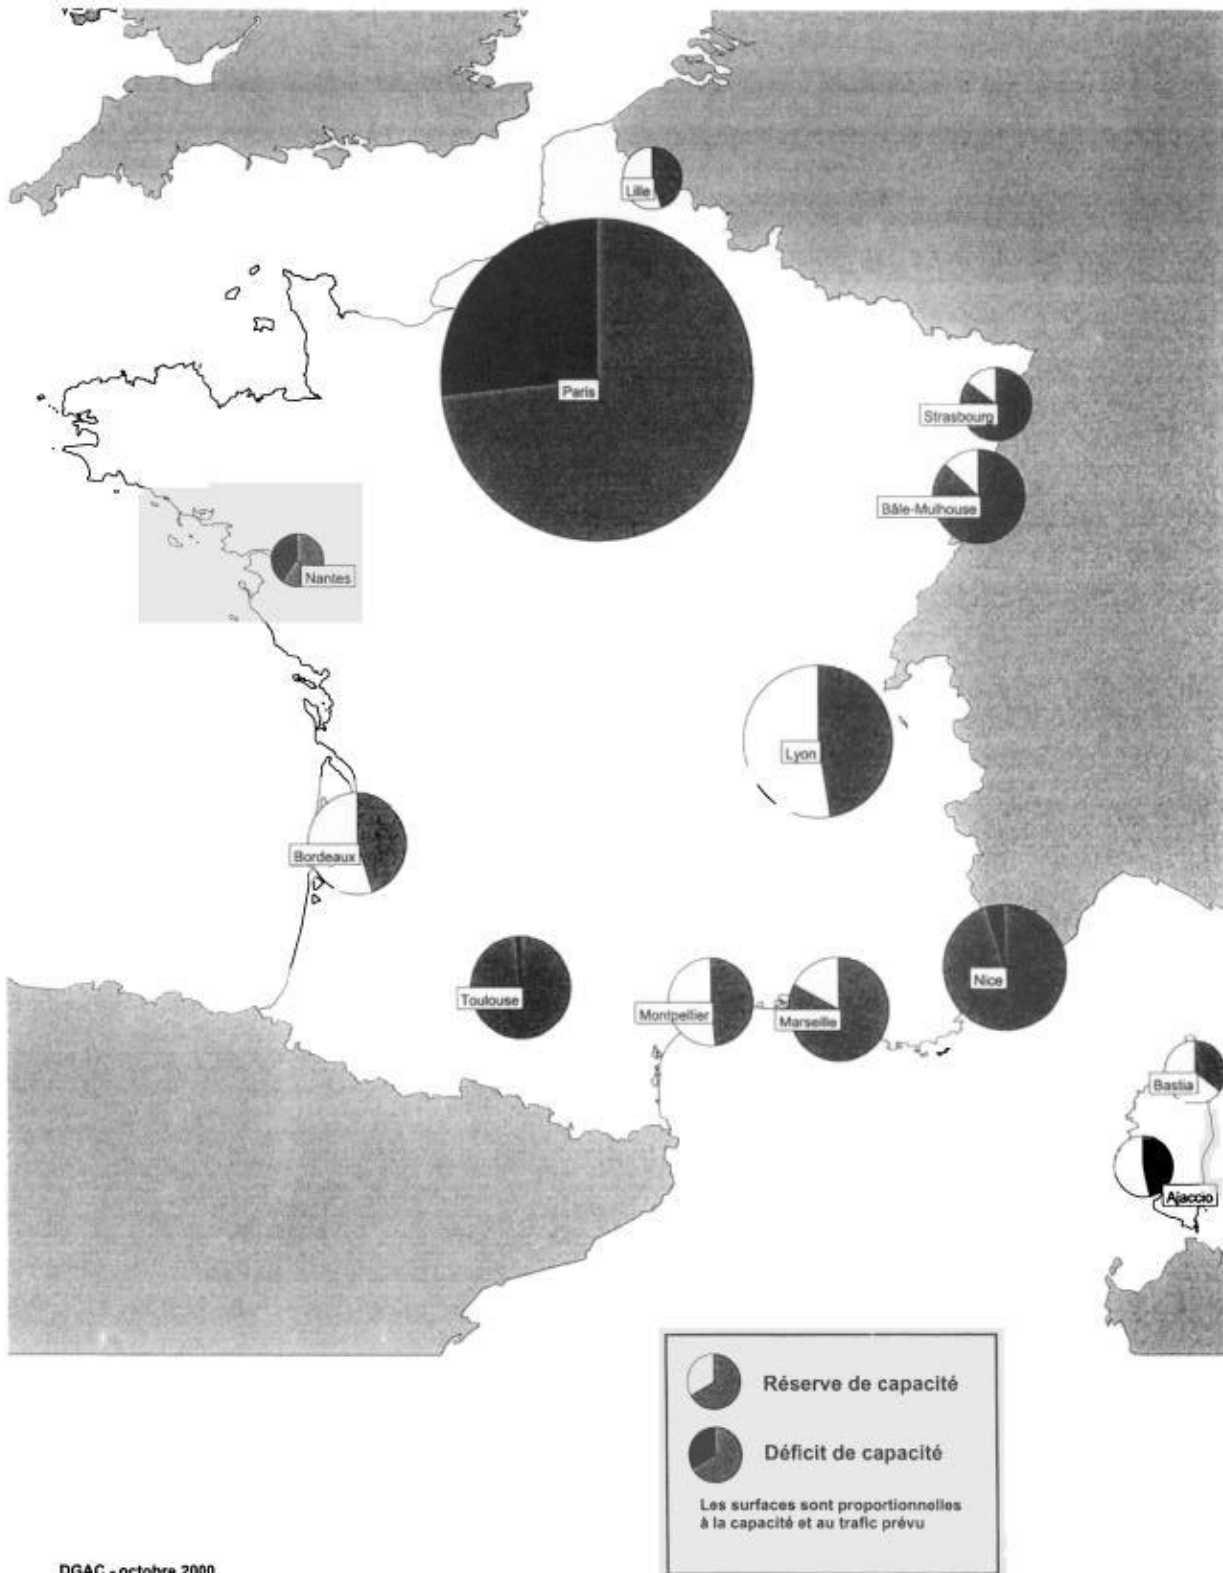 Lille
Paris
Strasbourg
Bâle-Mulhouse
Nantes
Lyon
Bordeaux
Nice
Toulouse
Montpellier
Marseille
Bastia
Ajaccio
Réserve de capacité
Déficit de capacité
Les surfaces sont proportionnelles
à la capacité et au trafic prévu
DGAC - octobre 2000